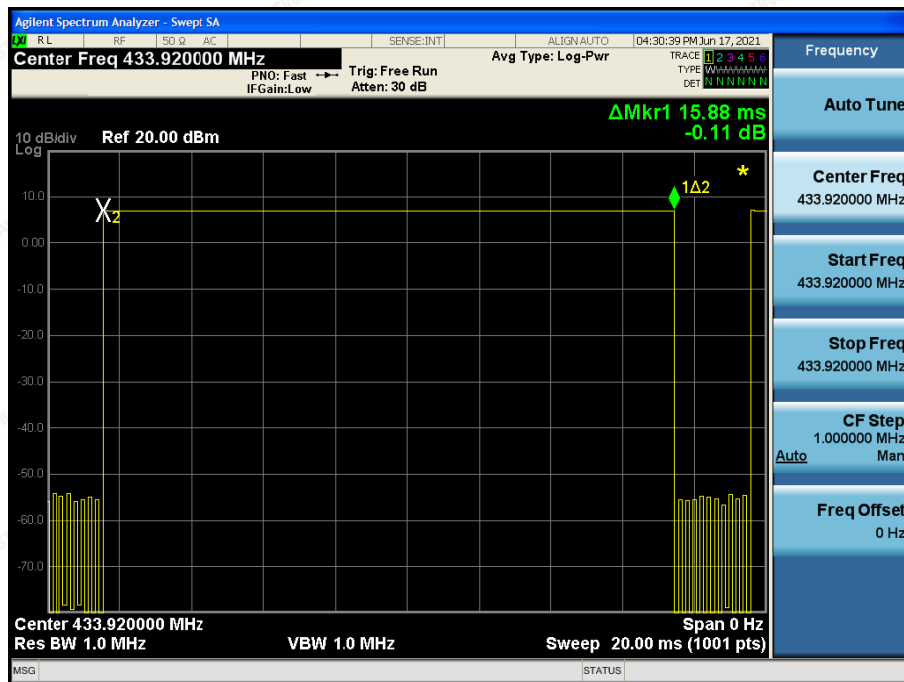 Agilent Spectrum Analyzer - Swept SA
LXI RL RF 50 Ω AC SENSE:INT ALIGN AUTO 04:30:39 PM Jun 17, 2021
Center Freq 433.920000 MHz
PNO: Fast
IFGain:Low
Trig: Free Run
Atten: 30 dB
Avg Type: Log-Pwr
TRACE 1 2 3 4 5 6
TYPE W
DET N N N N N N
ΔMkr1 15.88 ms
-0.11 dB
10 dB/div Ref 20.00 dBm
Log
10.0
0.00
-10.0
-20.0
-30.0
-40.0
-50.0
-60.0
-70.0
X2
1Δ2
*
Center 433.920000 MHz Span 0 Hz
Res BW 1.0 MHz VBW 1.0 MHz Sweep 20.00 ms (1001 pts)
MSG STATUS
Frequency
Auto Tune
Center Freq
433.920000 MHz
Start Freq
433.920000 MHz
Stop Freq
433.920000 MHz
CF Step
1.000000 MHz
Auto Man
Freq Offset
0 Hz